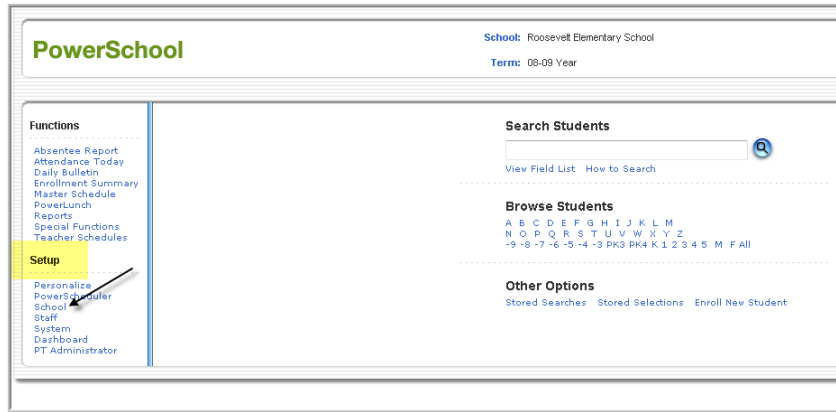 PowerSchool
School: Roosevelt Elementary School
Term: 08-09 Year
Functions
Absentee Report
Attendance Today
Daily Bulletin
Enrollment Summary
Master Schedule
PowerLunch
Reports
Special Functions
Teacher Schedules
Setup
Personalize
PowerScheduler
School
Staff
System
Dashboard
PT Administrator
Search Students
View Field List How to Search
Browse Students
A B C D E F G H I J K L M
N O P Q R S T U V W X Y Z
-9 -8 -7 -6 -5 -4 -3 PK3 PK4 K 1 2 3 4 5 M F All
Other Options
Stored Searches Stored Selections Enroll New Student